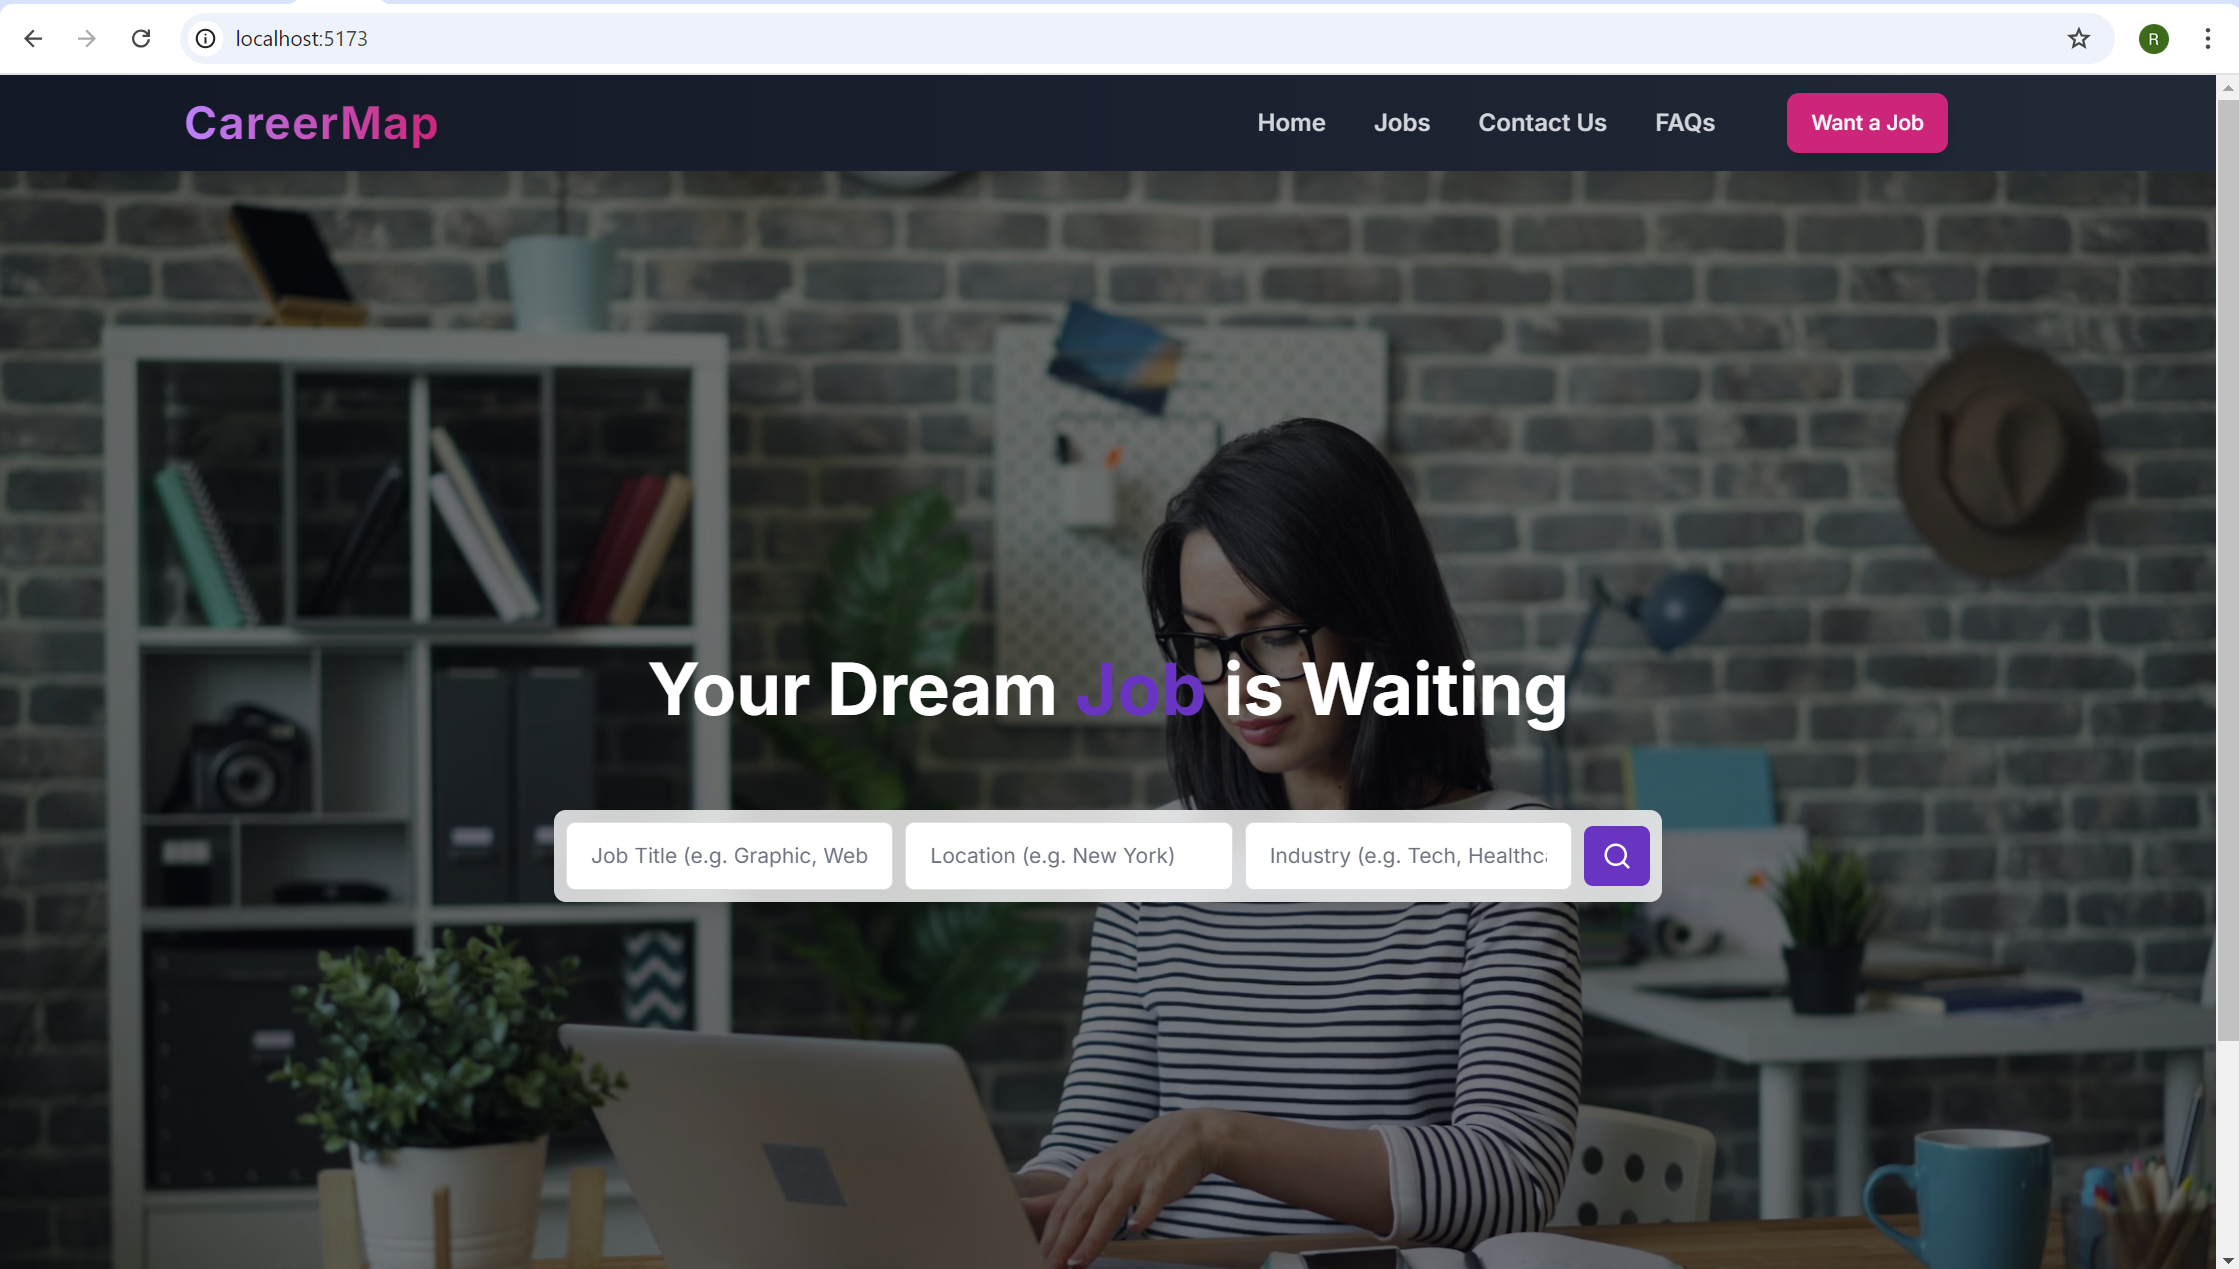 localhost:5173
R
CareerMap
Home Jobs Contact Us FAQs Want a Job
Your Dream Job is Waiting
Job Title (e.g. Graphic, Web Location (e.g. New York) Industry (e.g. Tech, Healthc